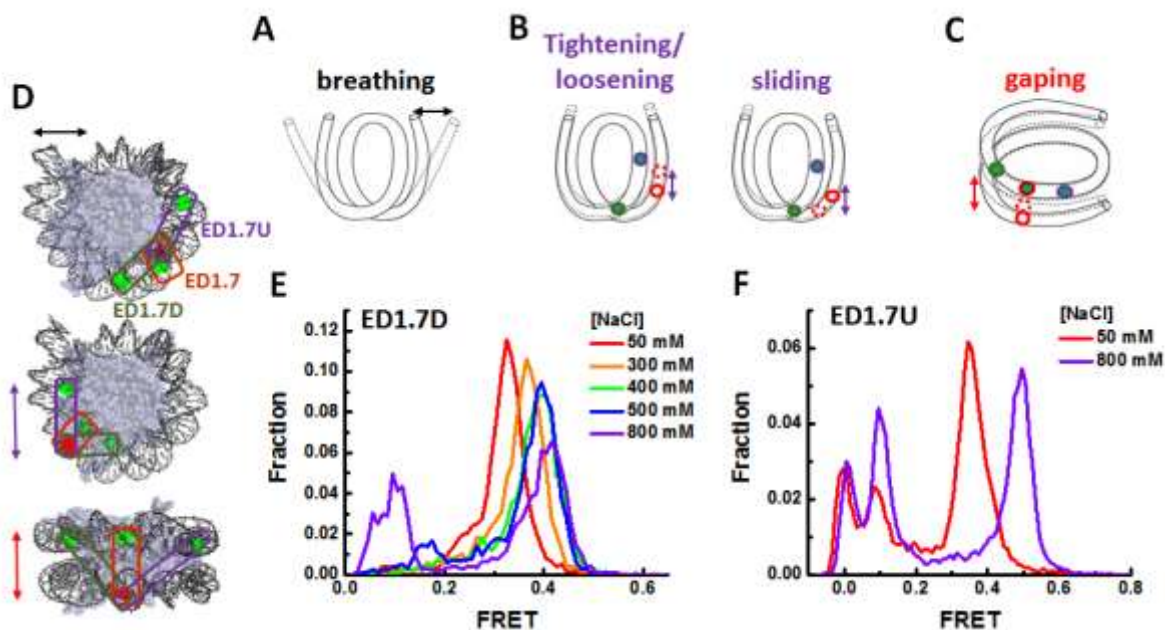 A
breathing
B
Tightening/
loosening
sliding
C
gaping
D
ED1.7U
ED1.7
ED1.7D
E
ED1.7D
[NaCl]
50 mM
300 mM
400 mM
500 mM
800 mM
Fraction
0.12
0.10
0.08
0.06
0.04
0.02
0.00
0.0
0.2
0.4
0.6
FRET
F
ED1.7U
[NaCl]
50 mM
800 mM
Fraction
0.06
0.04
0.02
0.00
0.0
0.2
0.4
0.6
0.8
FRET